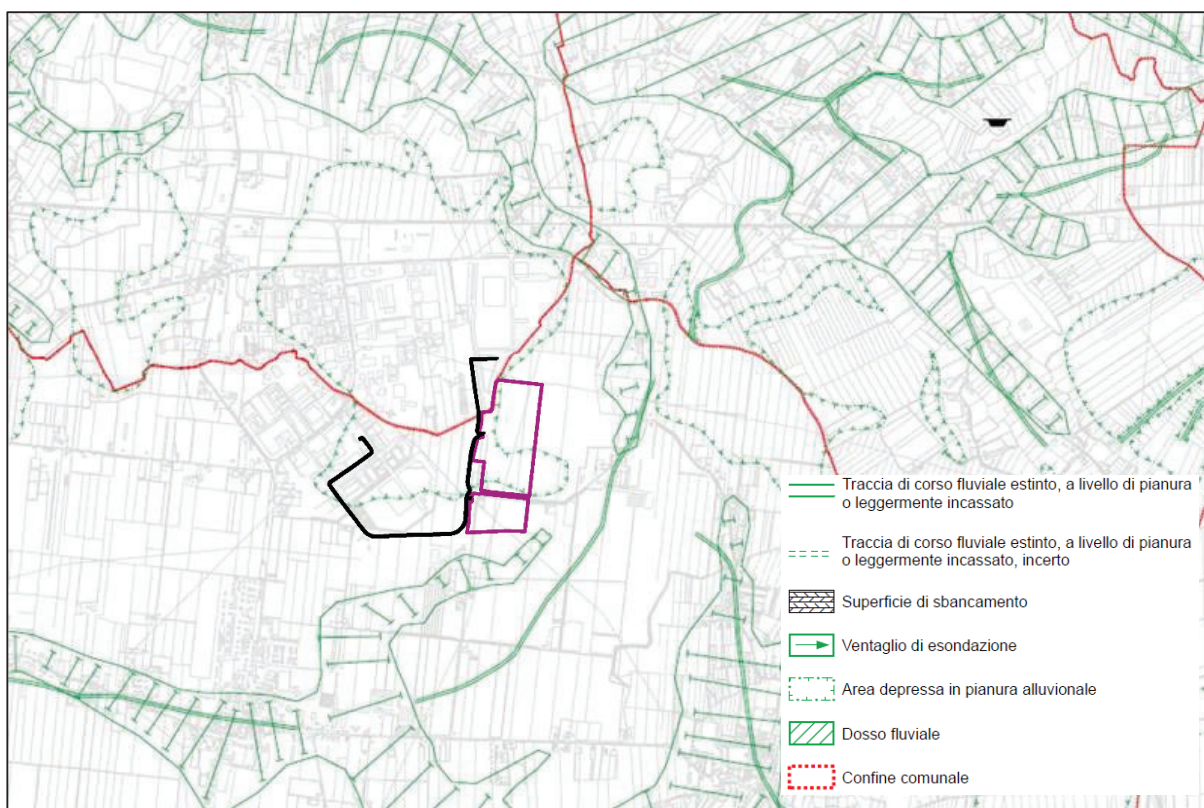 Traccia di corso fluviale estinto, a livello di pianura
o leggermente incassato
Traccia di corso fluviale estinto, a livello di pianura
o leggermente incassato, incerto
Superficie di sbancamento
Ventaglio di esondazione
Area depressa in pianura alluvionale
Dosso fluviale
Confine comunale